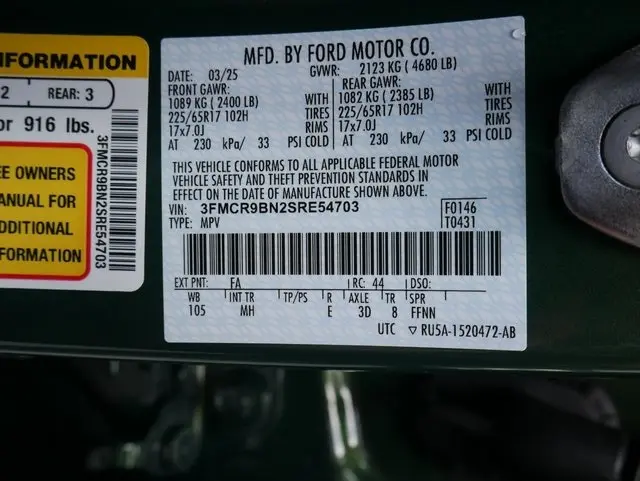 INFORMATION
2 REAR: 3
or 916 lbs.
EE OWNERS
ANUAL FOR
ADDITIONAL
FORMATION
3FMCR9BN2SRE54703
MFD. BY FORD MOTOR CO.
DATE: 03/25 GVWR: 2123 KG ( 4680 LB)
FRONT GAWR: REAR GAWR:
1089 KG ( 2400 LB) WITH 1082 KG ( 2385 LB) WITH
225/65R17 102H TIRES 225/65R17 102H TIRES
17x7.0J RIMS 17x7.0J RIMS
AT 230 kPa/ 33 PSI COLD AT 230 kPa/ 33 PSI COLD
THIS VEHICLE CONFORMS TO ALL APPLICABLE FEDERAL MOTOR
VEHICLE SAFETY AND THEFT PREVENTION STANDARDS IN
EFFECT ON THE DATE OF MANUFACTURE SHOWN ABOVE.
VIN: 3FMCR9BN2SRE54703 F0146
TYPE: MPV T0431
EXT PNT: FA RC: 44 DSO:
WB INT TR TP/PS R AXLE TR SPR
105 MH E 3D 8 FFNN
UTC ▽ RU5A-1520472-AB